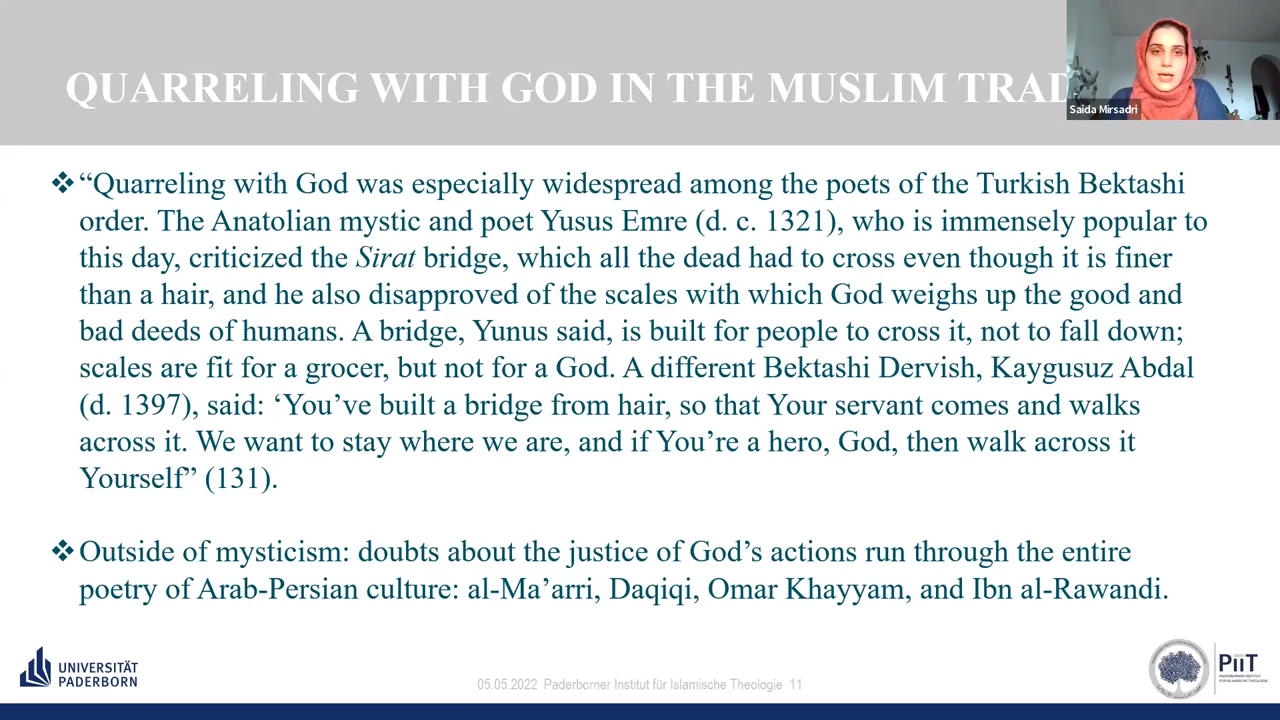 QUARRELING WITH GOD IN THE MUSLIM TRAD
Saida Mirsadri
❖ “Quarreling with God was especially widespread among the poets of the Turkish Bektashi
order. The Anatolian mystic and poet Yusus Emre (d. c. 1321), who is immensely popular to
this day, criticized the Sirat bridge, which all the dead had to cross even though it is finer
than a hair, and he also disapproved of the scales with which God weighs up the good and
bad deeds of humans. A bridge, Yunus said, is built for people to cross it, not to fall down;
scales are fit for a grocer, but not for a God. A different Bektashi Dervish, Kaygusuz Abdal
(d. 1397), said: ‘You’ve built a bridge from hair, so that Your servant comes and walks
across it. We want to stay where we are, and if You’re a hero, God, then walk across it
Yourself” (131).
❖ Outside of mysticism: doubts about the justice of God’s actions run through the entire
poetry of Arab-Persian culture: al-Ma’arri, Daqiqi, Omar Khayyam, and Ibn al-Rawandi.
UNIVERSITÄT
PADERBORN
05.05.2022 Paderborner Institut für Islamische Theologie 11
PiiT
PADERBORNER INSTITUT
FÜR ISLAMISCHE THEOLOGIE